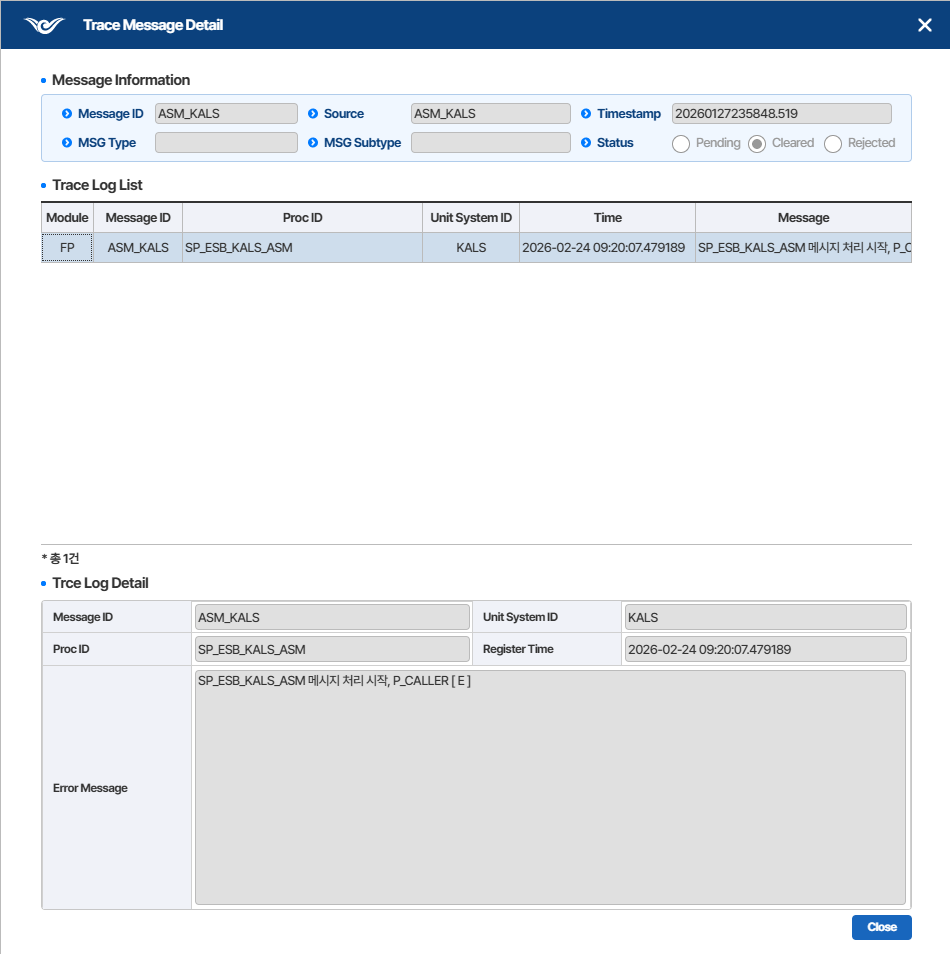 Trace Message Detail
Message Information
Message ID ASM_KALS Source ASM_KALS Timestamp 20260127235848.519
MSG Type MSG Subtype Status Pending Cleared Rejected
Trace Log List
Module Message ID Proc ID Unit System ID Time Message
FP ASM_KALS SP_ESB_KALS_ASM KALS 2026-02-24 09:20:07.479189 SP_ESB_KALS_ASM 메시지 처리 시작, P_C
* 총 1건
Trce Log Detail
Message ID ASM_KALS Unit System ID KALS
Proc ID SP_ESB_KALS_ASM Register Time 2026-02-24 09:20:07.479189
Error Message SP_ESB_KALS_ASM 메시지 처리 시작, P_CALLER [ E ]
Close